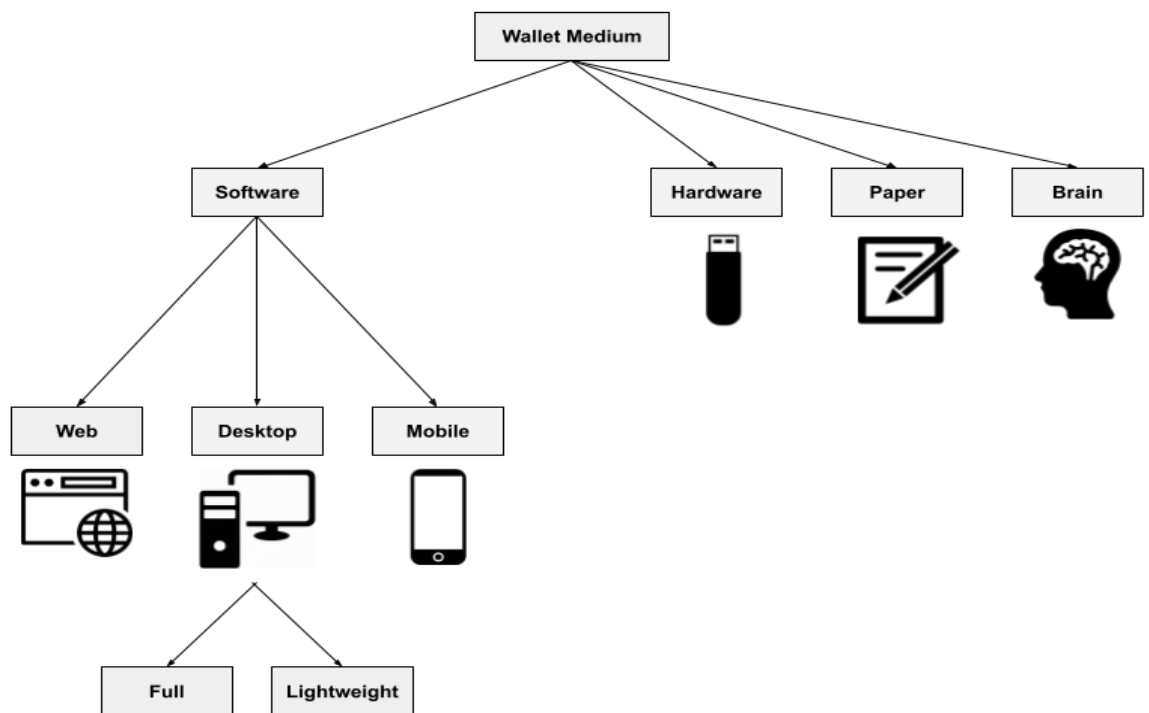 Wallet Medium
Software
Hardware
Paper
Brain
Web
Desktop
Mobile
Full
Lightweight